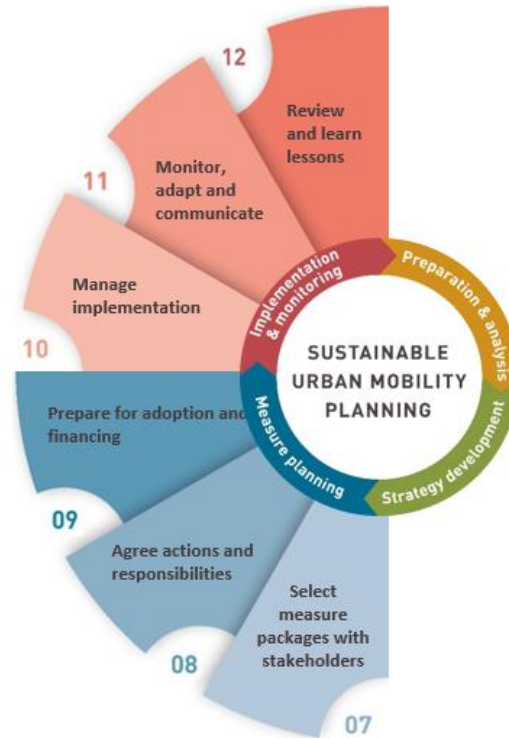 12
Review
and learn
lessons
11
Monitor,
adapt and
communicate
Manage
implementation
10
Implementation
& monitoring
Preparation & analysis
SUSTAINABLE
URBAN MOBILITY
PLANNING
Measure planning
Strategy development
Prepare for adoption and
financing
09
Agree actions and
responsibilities
08
Select
measure
packages with
stakeholders
07